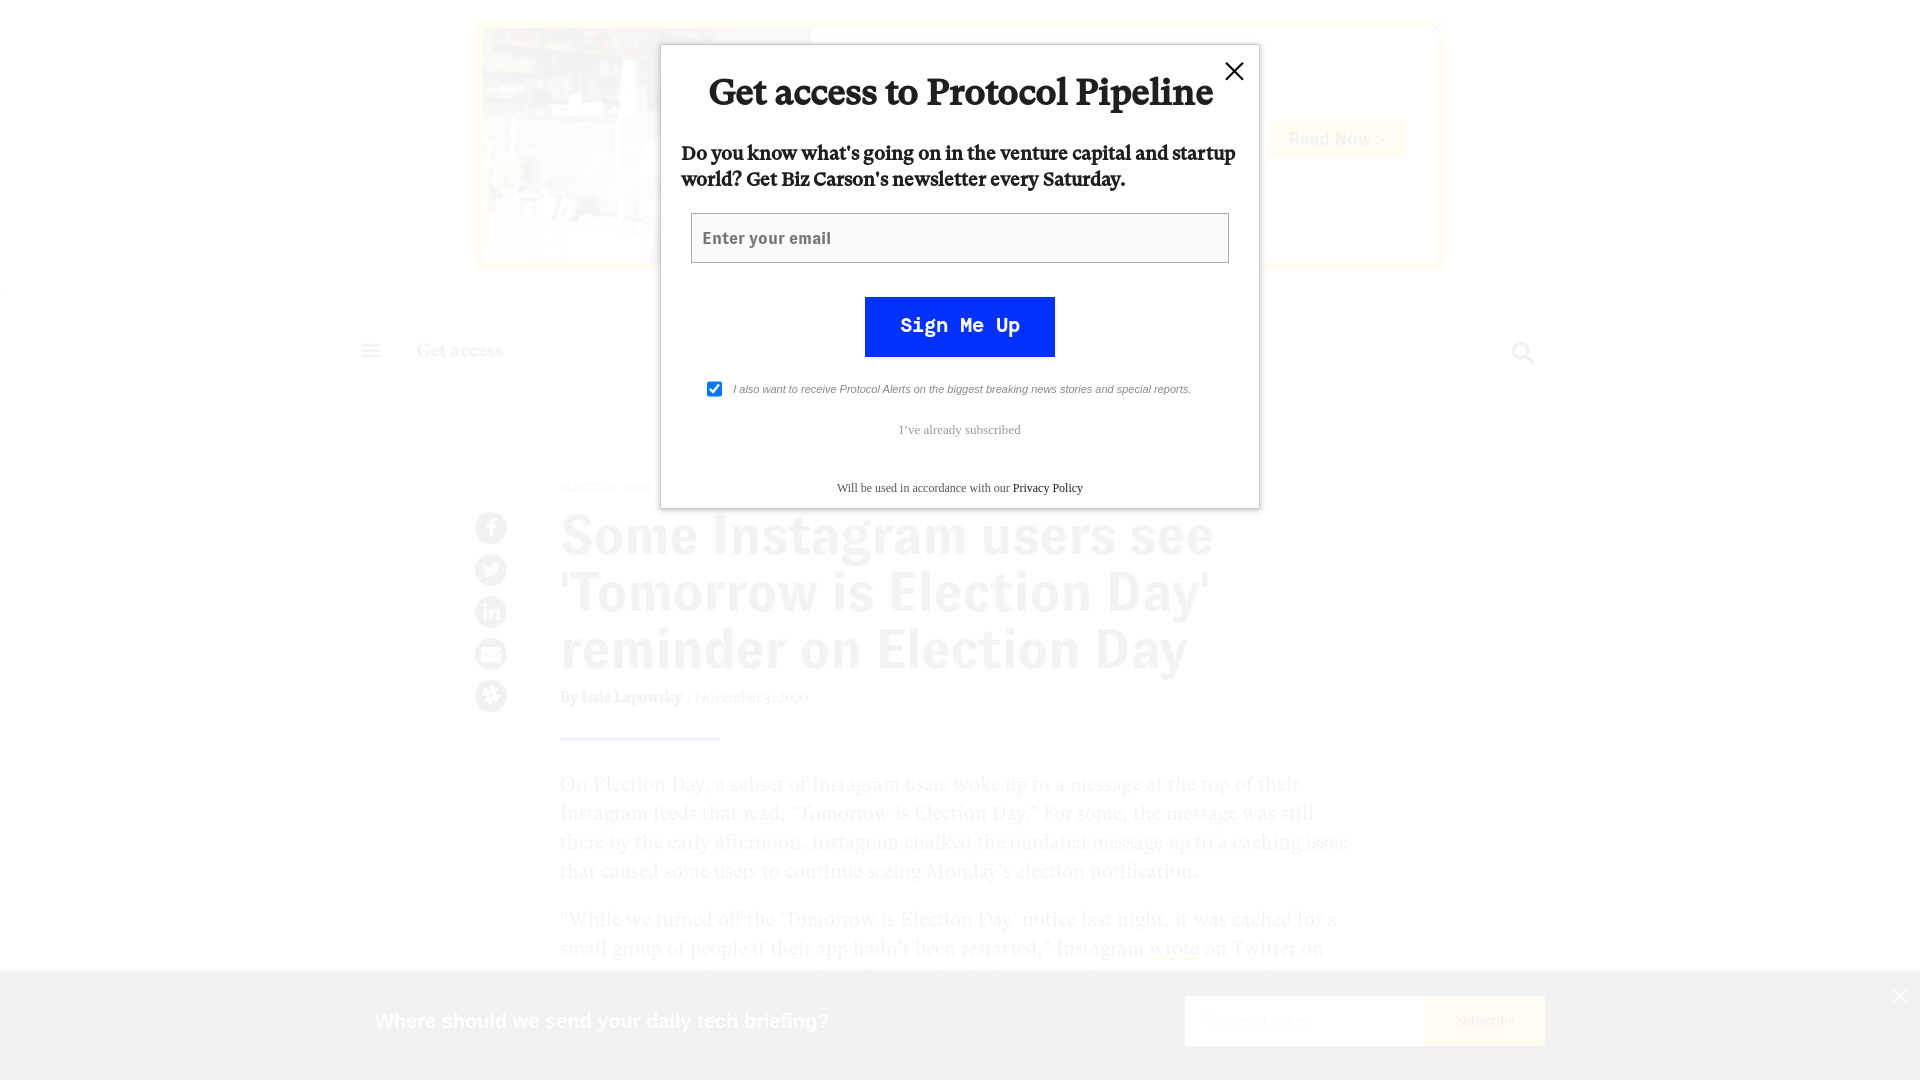 Get access to Protocol Pipeline
Do you know what's going on in the venture capital and startup
world? Get Biz Carson's newsletter every Saturday.
Enter your email
Sign Me Up
I also want to receive Protocol Alerts on the biggest breaking news stories and special reports.
I've already subscribed
Will be used in accordance with our Privacy Policy
Read Now >
Get access
ELECTION 2020
Some Instagram users see
'Tomorrow is Election Day'
reminder on Election Day
By Issie Lapowsky | November 3, 2020
On Election Day, a subset of Instagram users woke up to a message at the top of their
Instagram feeds that read, "Tomorrow is Election Day." For some, the message was still
there by the early afternoon. Instagram chalked the outdated message up to a caching issue
that caused some users to continue seeing Monday's election notification.
"While we turned off the 'Tomorrow is Election Day' notice last night, it was cached for a
small group of people if their app hadn't been restarted," Instagram wrote on Twitter on
Where should we send your daily tech briefing?
Your email address
Subscribe